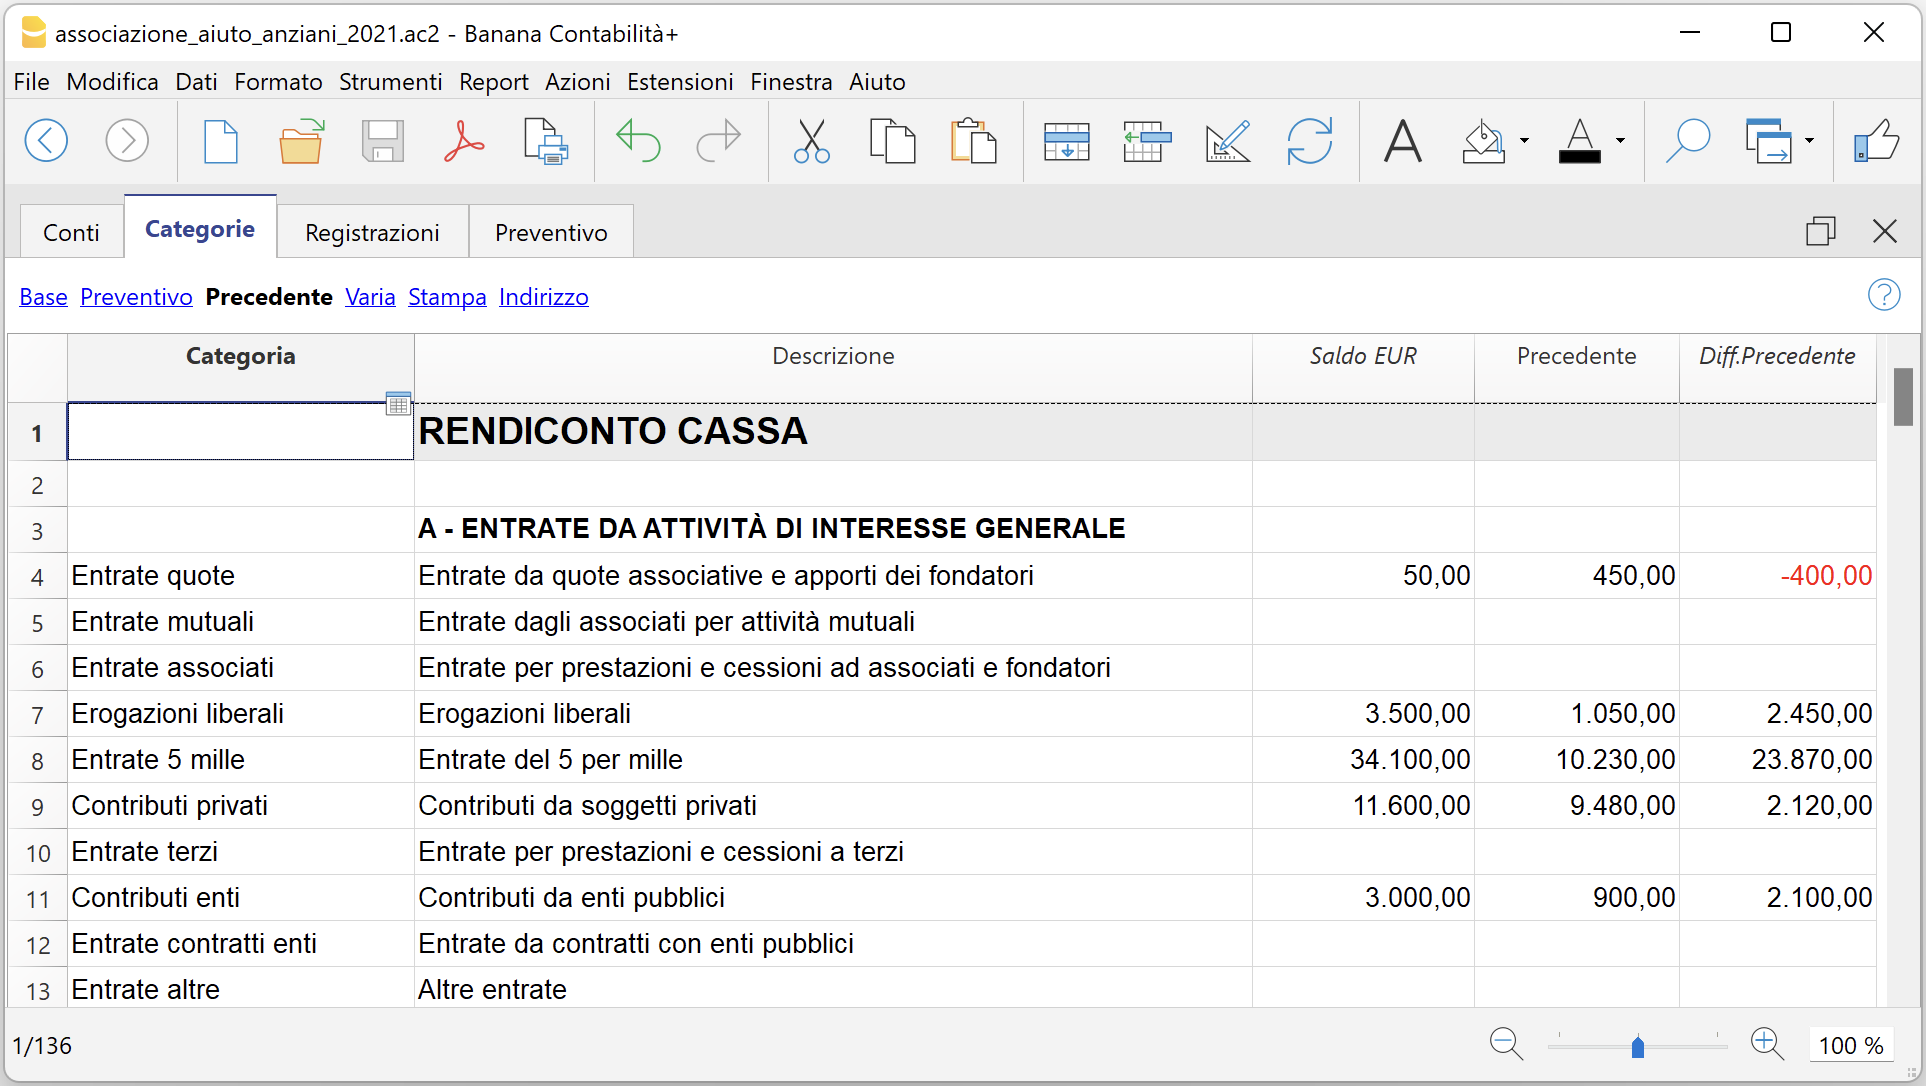 associazione_aiuto_anziani_2021.ac2 - Banana Contabilità+
File Modifica Dati Formato Strumenti Report Azioni Estensioni Finestra Aiuto
Conti Categorie Registrazioni Preventivo
Base Preventivo Precedente Varia Stampa Indirizzo
Categoria Descrizione Saldo EUR Precedente Diff.Precedente
1 RENDICONTO CASSA
2
3 A - ENTRATE DA ATTIVITÀ DI INTERESSE GENERALE
4 Entrate quote Entrate da quote associative e apporti dei fondatori 50,00 450,00 -400,00
5 Entrate mutuali Entrate dagli associati per attività mutuali
6 Entrate associati Entrate per prestazioni e cessioni ad associati e fondatori
7 Erogazioni liberali Erogazioni liberali 3.500,00 1.050,00 2.450,00
8 Entrate 5 mille Entrate del 5 per mille 34.100,00 10.230,00 23.870,00
9 Contributi privati Contributi da soggetti privati 11.600,00 9.480,00 2.120,00
10 Entrate terzi Entrate per prestazioni e cessioni a terzi
11 Contributi enti Contributi da enti pubblici 3.000,00 900,00 2.100,00
12 Entrate contratti enti Entrate da contratti con enti pubblici
13 Entrate altre Altre entrate
1/136 100 %